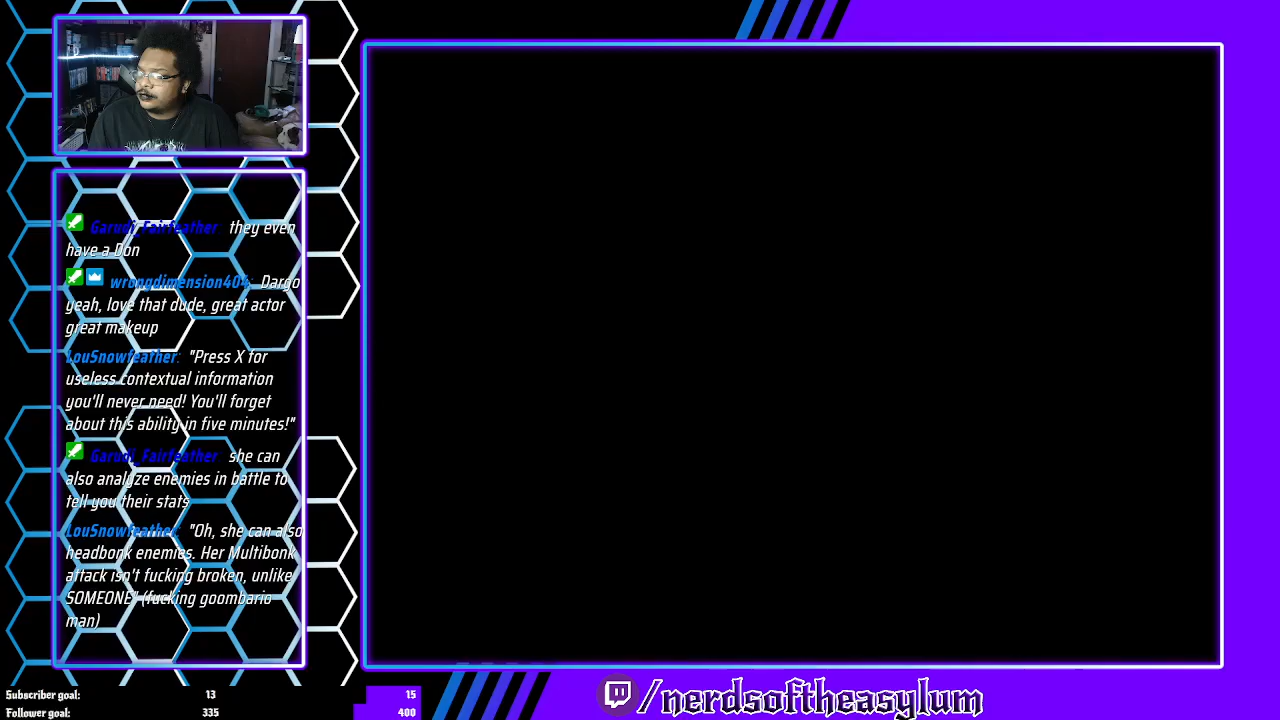 Garudi_Fairfeather: they even
have a Don
wrongdimension404: Dargo
yeah, love that dude, great actor
great makeup
LouSnowfeather: "Press X for
useless contextual information
you'll never need! You'll forget
about this ability in five minutes!"
Garudi_Fairfeather: she can
also analyze enemies in battle to
tell you their stats
LouSnowfeather: "Oh, she can also
headbonk enemies. Her Multibonk
attack isn't fucking broken, unlike
SOMEONE" (fucking goombario
man)
Subscriber goal: 13 15
Follower goal: 335 400
/nerdsoftheasylum